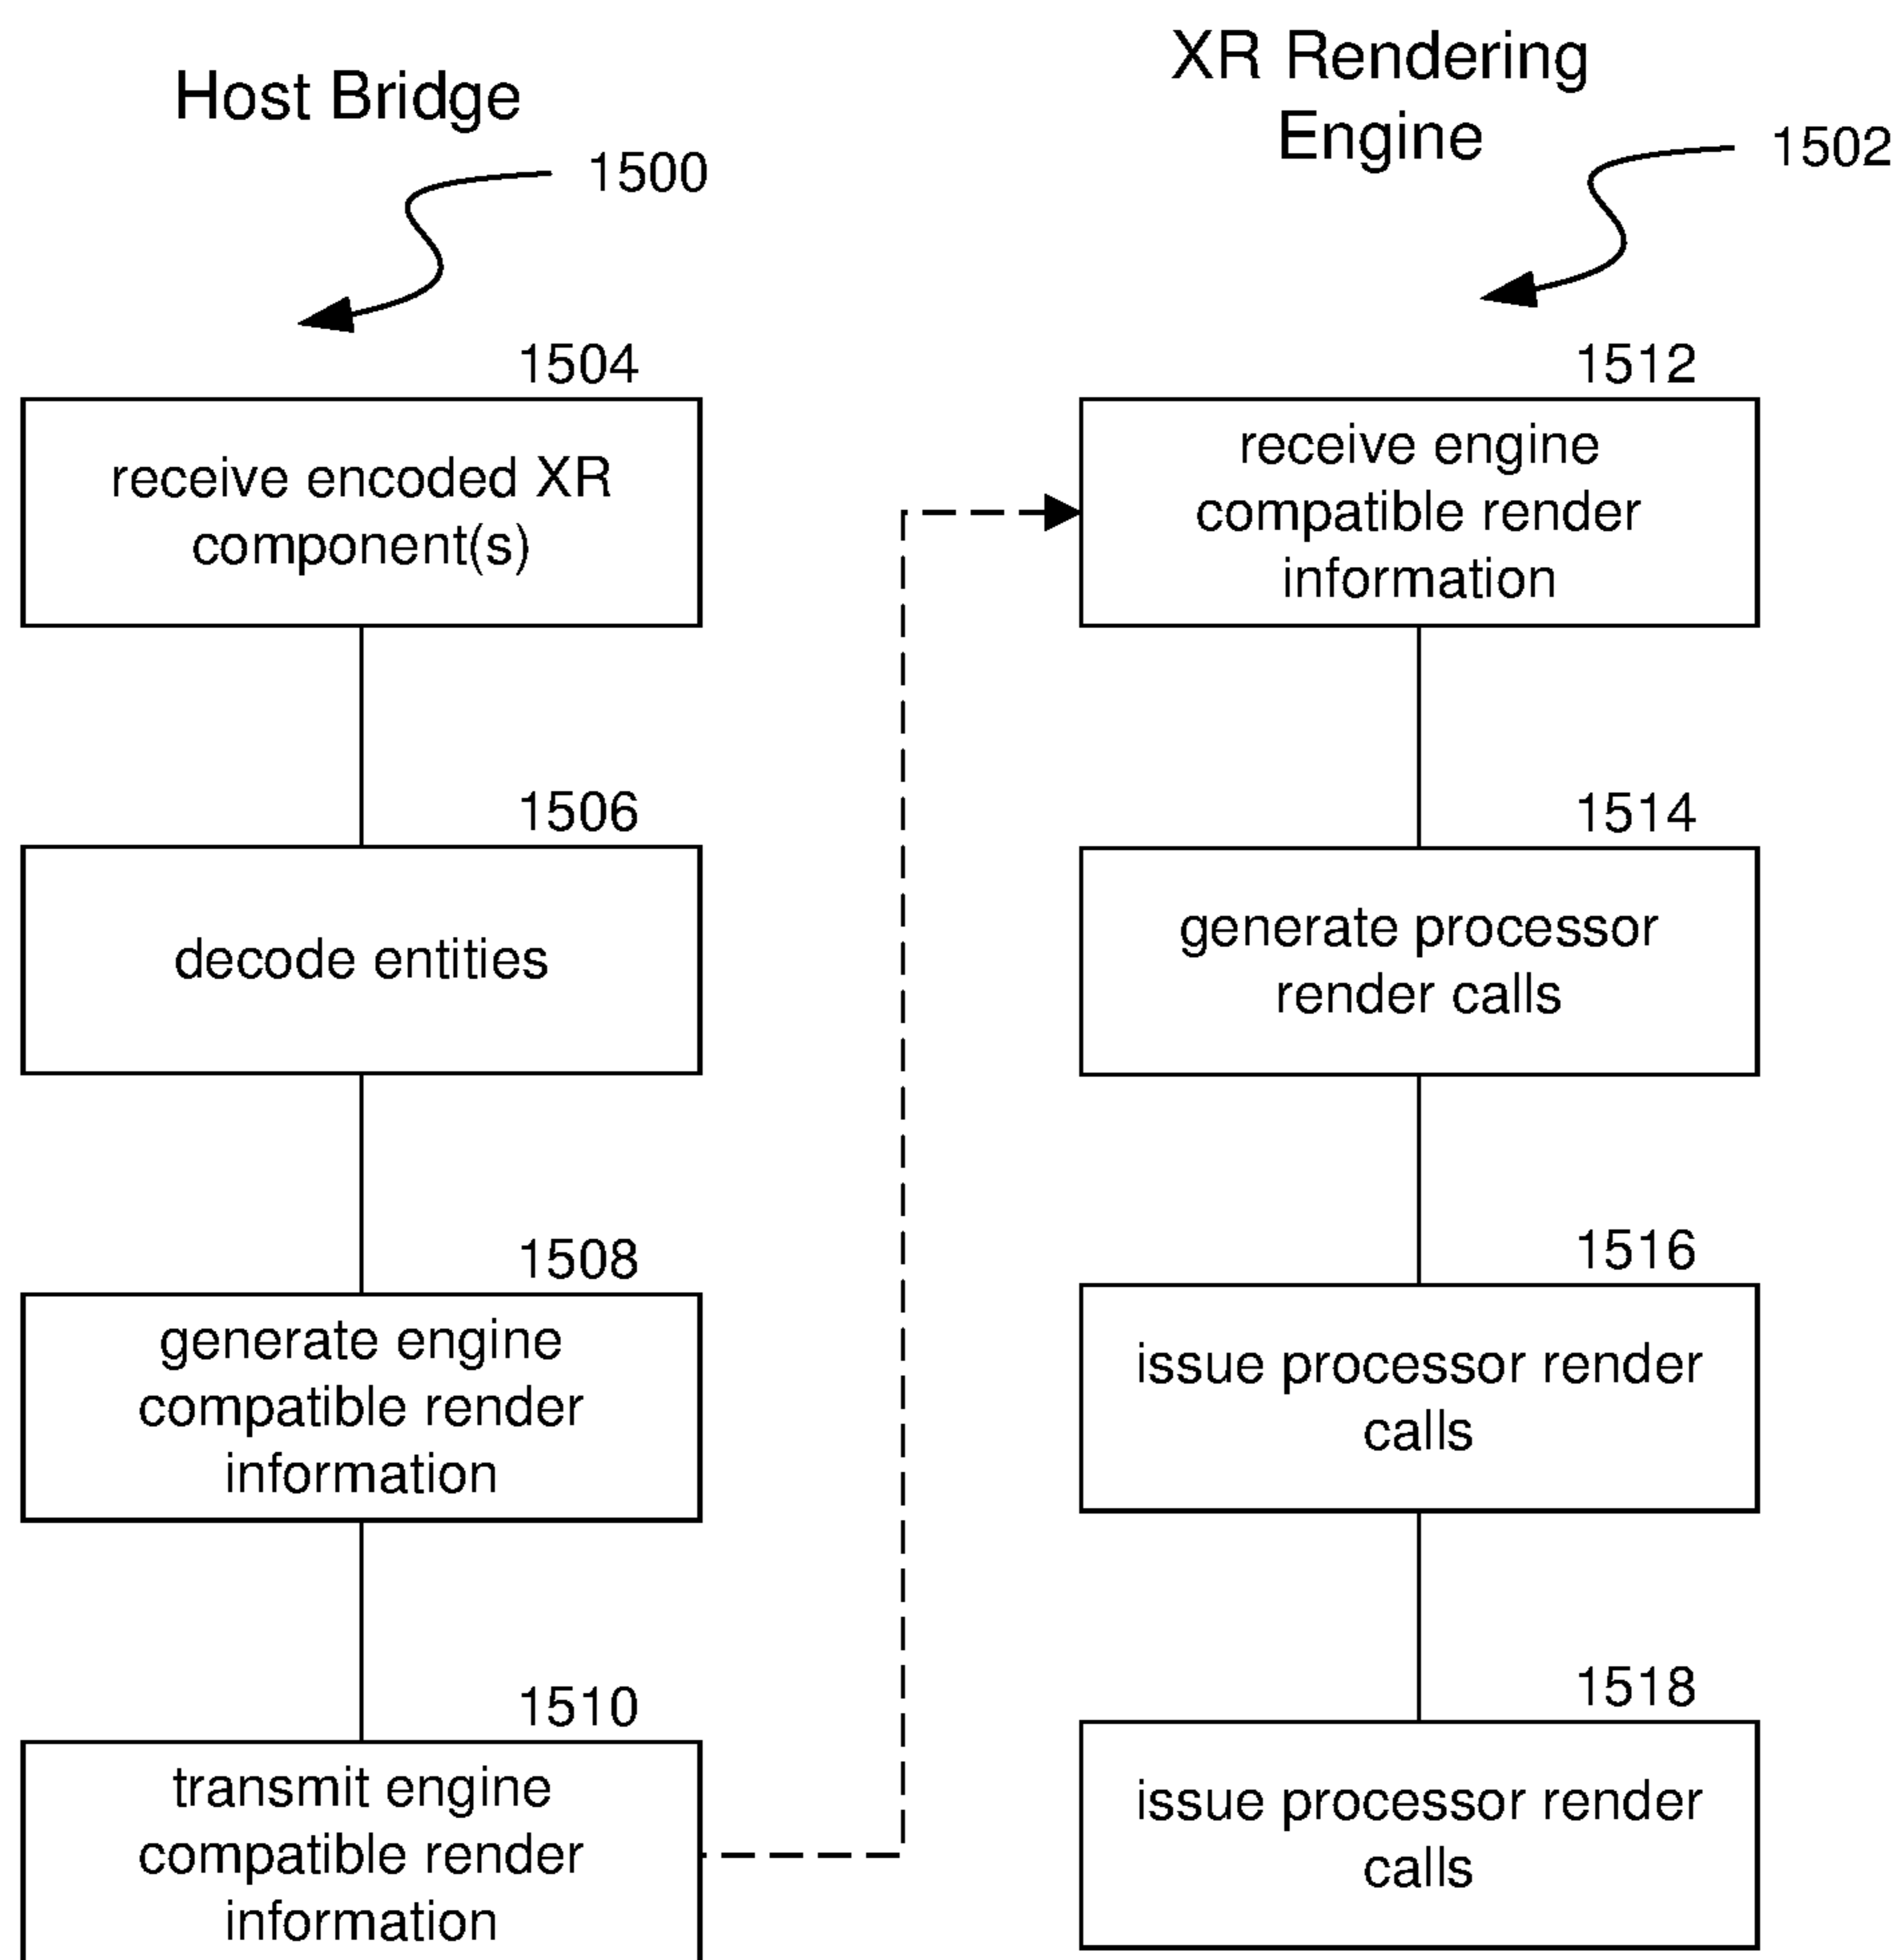 Host Bridge
1500
1504
receive encoded XR
component(s)
1506
decode entities
1508
generate engine
compatible render
information
1510
transmit engine
compatible render
information
XR Rendering
Engine
1502
1512
receive engine
compatible render
information
1514
generate processor
render calls
1516
issue processor render
calls
1518
issue processor render
calls